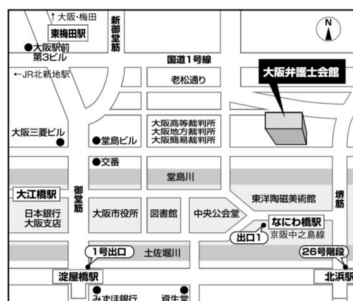 ↑大阪・梅田
東梅田駅
新御堂筋
N
大阪駅前
第3ビル
国道1号線
←JR北新地駅
老松通り
大阪弁護士会館
大阪高等裁判所
大阪地方裁判所
大阪簡易裁判所
大阪三菱ビル
堂島ビル
交番
堂島川
大江橋駅
御堂筋
東洋陶磁美術館
堺筋
日本銀行
大阪支店
大阪市役所
図書館
中央公会堂
なにわ橋駅
京阪中之島線
出口1
1号出口
土佐堀川
26号階段
淀屋橋駅
北浜駅
みずほ銀行
資生堂